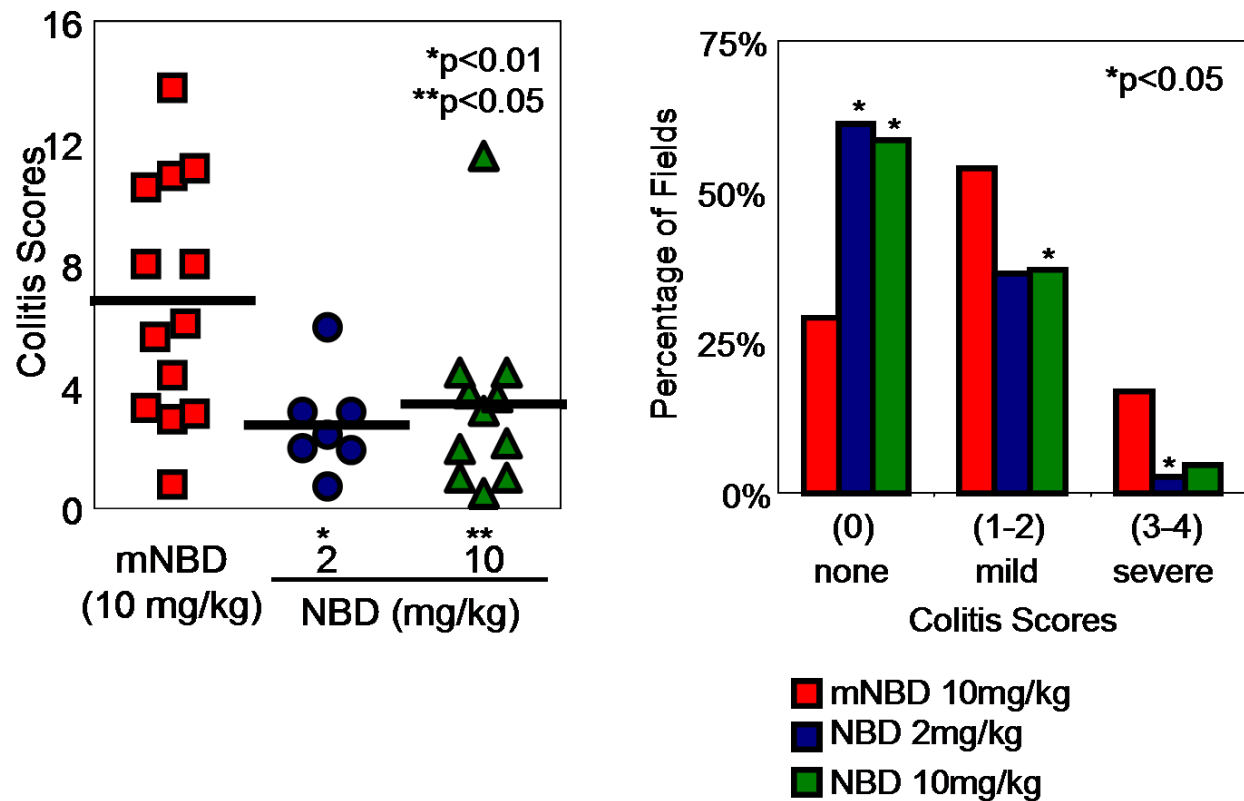 16
12
8
4
0
Colitis Scores
*p<0.01
**p<0.05
* **
mNBD 2 10
(10 mg/kg) NBD (mg/kg)
75%
50%
25%
0%
Percentage of Fields
*p<0.05
* *
*
*
(0) (1-2) (3-4)
none mild severe
Colitis Scores
mNBD 10mg/kg
NBD 2mg/kg
NBD 10mg/kg